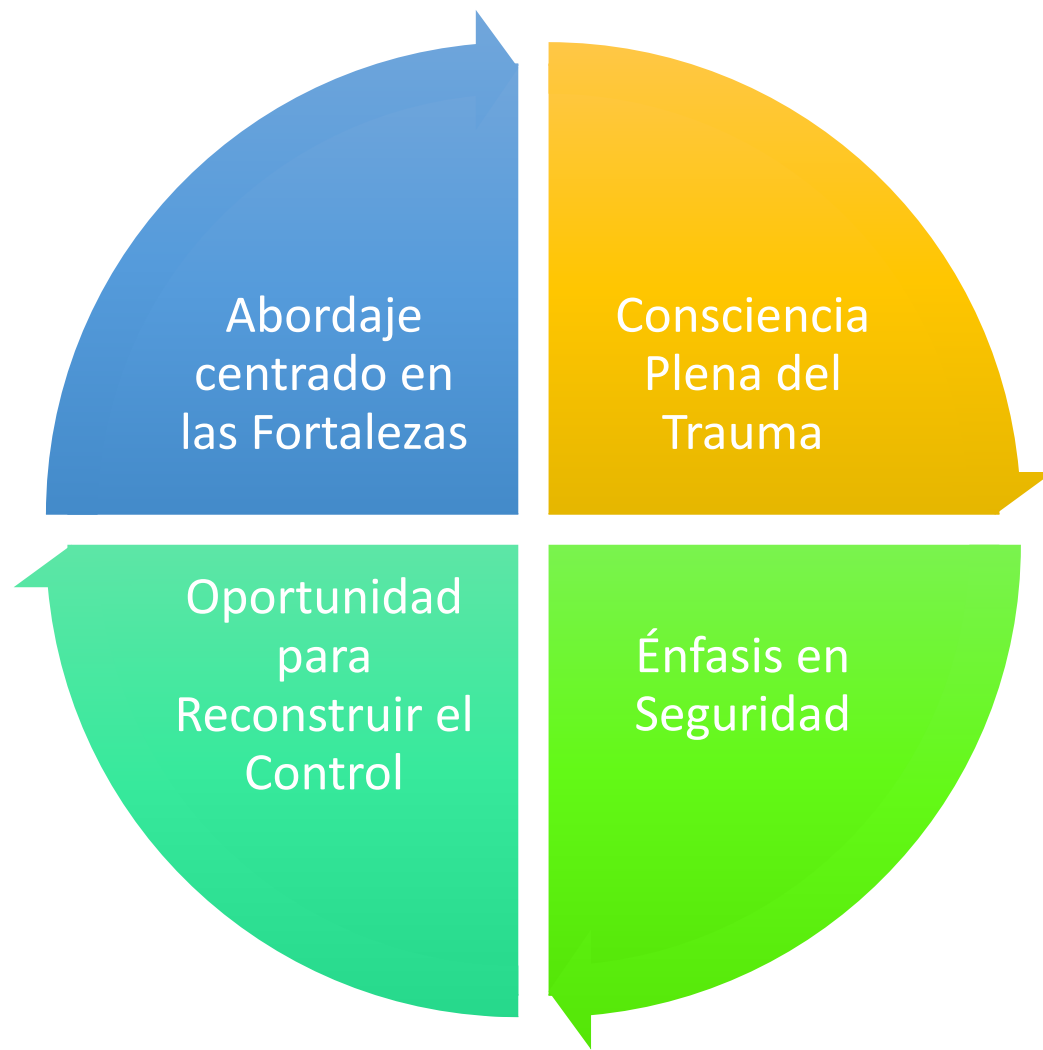 Abordaje
centrado en
las Fortalezas
Consciencia
Plena del
Trauma
Oportunidad
para
Reconstruir el
Control
Énfasis en
Seguridad